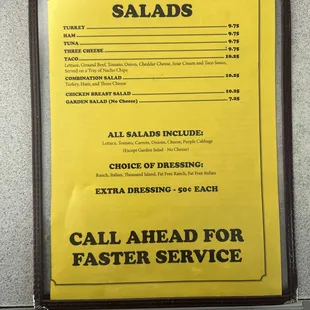 SALADS
TURKEY 9.75
HAM 9.75
TUNA 9.75
THREE CHEESE 9.75
TACO 10.25
Lettuce, Ground Beef, Tomato, Onion, Chedder Cheese, Sour Cream and Taco Sauce,
Served on a Tray of Nacho Chips
COMBINATION SALAD 10.25
Turkey, Ham, and Three Cheese
CHICKEN BREAST SALAD 10.25
GARDEN SALAD (No Cheese) 7.25
ALL SALADS INCLUDE:
Lettuce, Tomato, Carrots, Onions, Cheese, Purple Cabbage
(Except Garden Salad - No Cheese)
CHOICE OF DRESSING:
Ranch, Italian, Thousand Island, Fat Free Ranch, Fat Free Italian
EXTRA DRESSING - 50¢ EACH
CALL AHEAD FOR
FASTER SERVICE